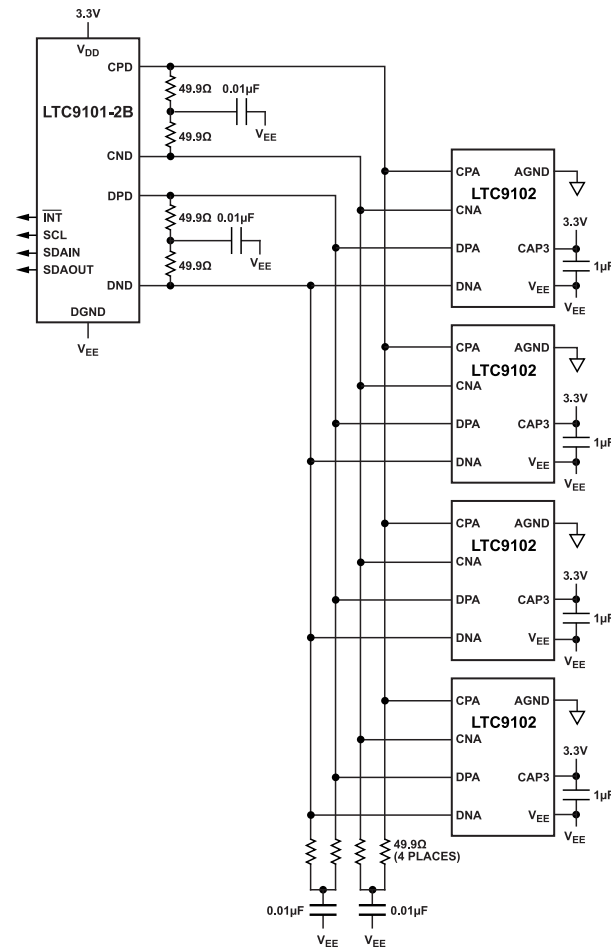 3.3V
VDD
CPD
LTC9101-2B
49.9Ω
0.01µF
49.9Ω
VEE
CND
DPD
INT
SCL
SDAIN
SDAOUT
49.9Ω
0.01µF
49.9Ω
VEE
DND
DGND
VEE
CPA
AGND
LTC9102
CNA
3.3V
DPA
CAP3
1µF
DNA
VEE
VEE
CPA
AGND
LTC9102
CNA
3.3V
DPA
CAP3
1µF
DNA
VEE
VEE
CPA
AGND
LTC9102
CNA
3.3V
DPA
CAP3
1µF
DNA
VEE
VEE
CPA
AGND
LTC9102
CNA
3.3V
DPA
CAP3
1µF
DNA
VEE
VEE
49.9Ω
(4 PLACES)
0.01µF
0.01µF
VEE
VEE